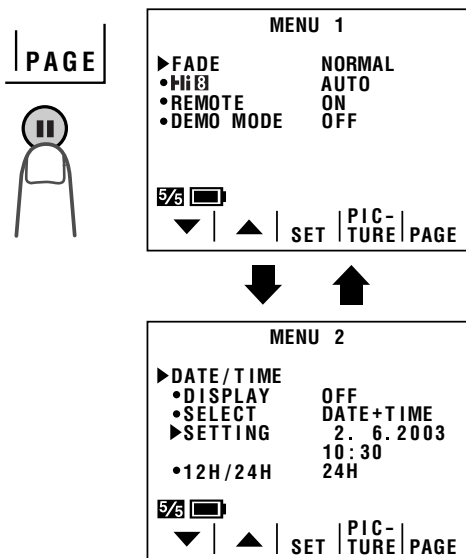 PAGE
MENU 1
▶FADE NORMAL
•Hi8 AUTO
•REMOTE ON
•DEMO MODE OFF
5/5
▼ ▲ SET PIC-
TURE PAGE
MENU 2
▶DATE/TIME
•DISPLAY OFF
•SELECT DATE+TIME
▶SETTING 2. 6.2003
10:30
•12H/24H 24H
5/5
▼ ▲ SET PIC-
TURE PAGE